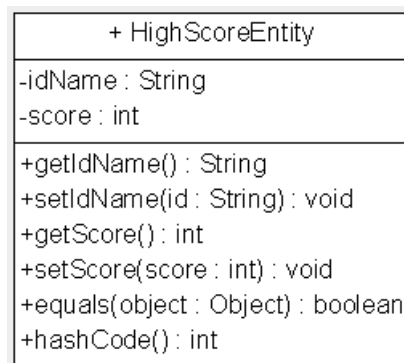 + HighScoreEntity
-idName : String
-score : int
+getIdName() : String
+setIdName(id : String) : void
+getScore() : int
+setScore(score : int) : void
+equals(object : Object) : boolean
+hashCode() : int